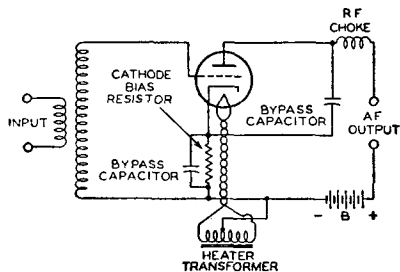 RF
CHOKE
CATHODE
BIAS
RESISTOR
BYPASS
CAPACITOR
INPUT
AF
OUTPUT
BYPASS
CAPACITOR
- B +
HEATER
TRANSFORMER